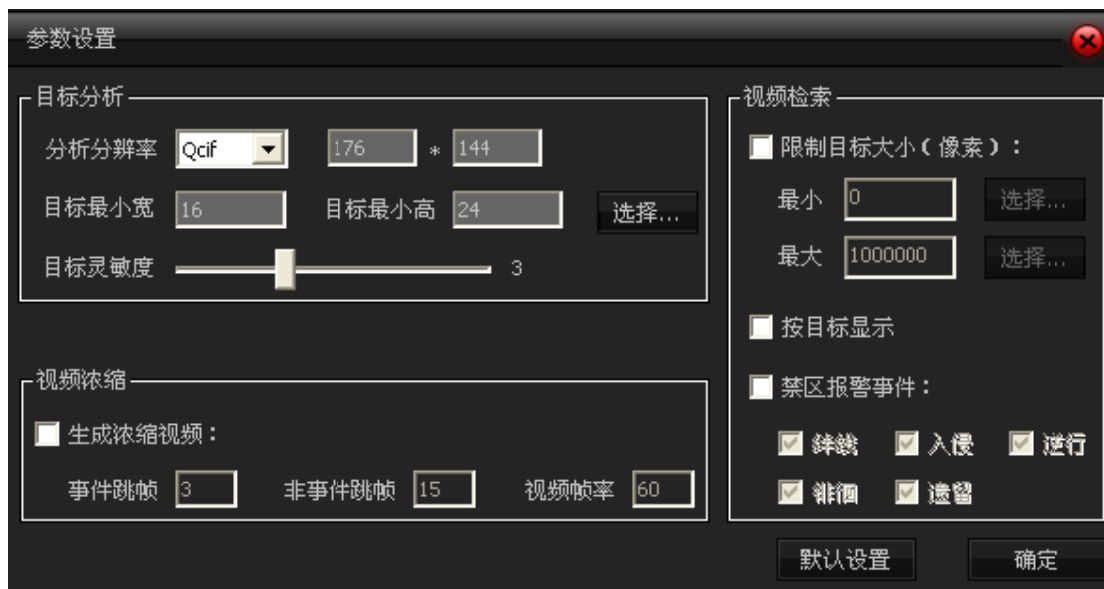 参数设置
目标分析
分析分辨率 Qcif 176 * 144
目标最小宽 16 目标最小高 24 选择...
目标灵敏度 3
视频浓缩
生成浓缩视频：
事件跳帧 3 非事件跳帧 15 视频帧率 60
视频检索
限制目标大小（像素）：
最小 0 选择...
最大 1000000 选择...
按目标显示
禁区报警事件：
绊线 入侵 逆行
徘徊 遗留
默认设置 确定